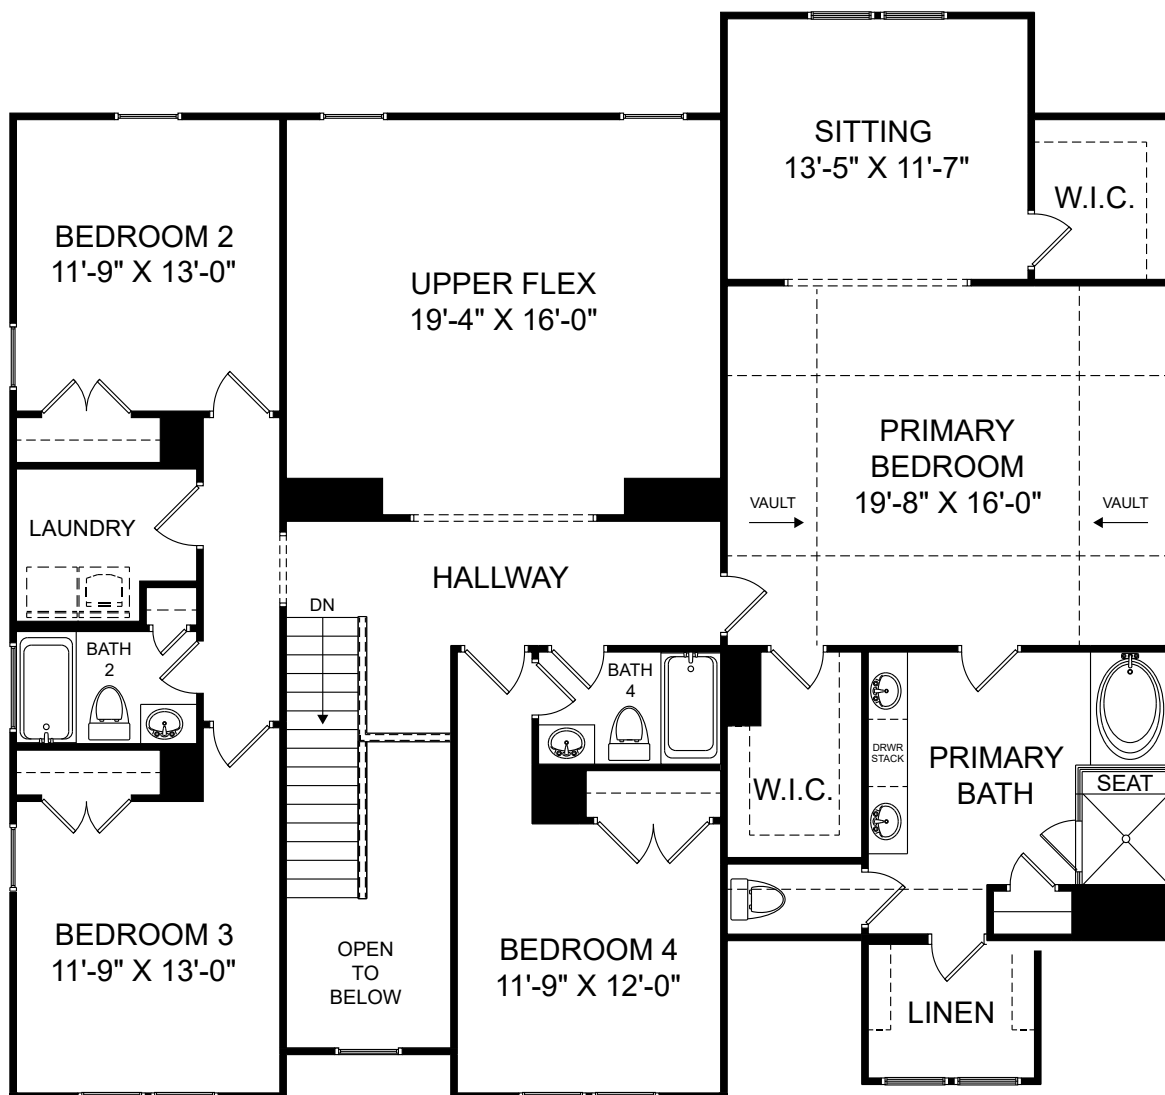 SITTING
13'-5" X 11'-7"
W.I.C.
BEDROOM 2
11'-9" X 13'-0"
UPPER FLEX
19'-4" X 16'-0"
PRIMARY
BEDROOM
19'-8" X 16'-0"
VAULT
VAULT
LAUNDRY
HALLWAY
DN
BATH
2
BATH
4
DRWR
STACK
PRIMARY
BATH
SEAT
W.I.C.
BEDROOM 3
11'-9" X 13'-0"
OPEN
TO
BELOW
BEDROOM 4
11'-9" X 12'-0"
LINEN